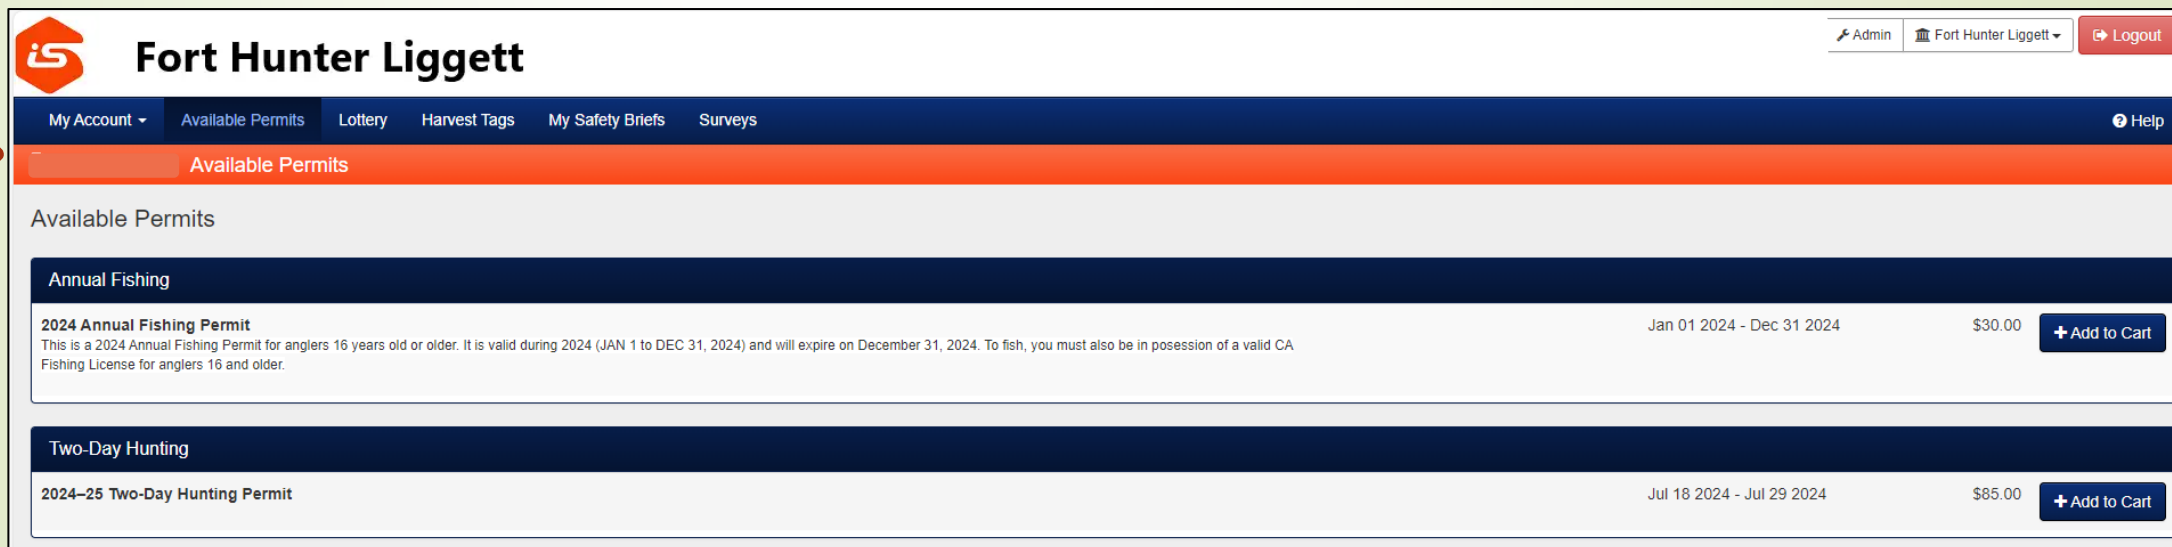 iS
Fort Hunter Liggett
Admin
Fort Hunter Liggett
Logout
My Account
Available Permits
Lottery
Harvest Tags
My Safety Briefs
Surveys
Help
Available Permits
Available Permits
Annual Fishing
2024 Annual Fishing Permit
Jan 01 2024 - Dec 31 2024
$30.00
+ Add to Cart
This is a 2024 Annual Fishing Permit for anglers 16 years old or older. It is valid during 2024 (JAN 1 to DEC 31, 2024) and will expire on December 31, 2024. To fish, you must also be in posession of a valid CA
Fishing License for anglers 16 and older.
Two-Day Hunting
2024–25 Two-Day Hunting Permit
Jul 18 2024 - Jul 29 2024
$85.00
+ Add to Cart